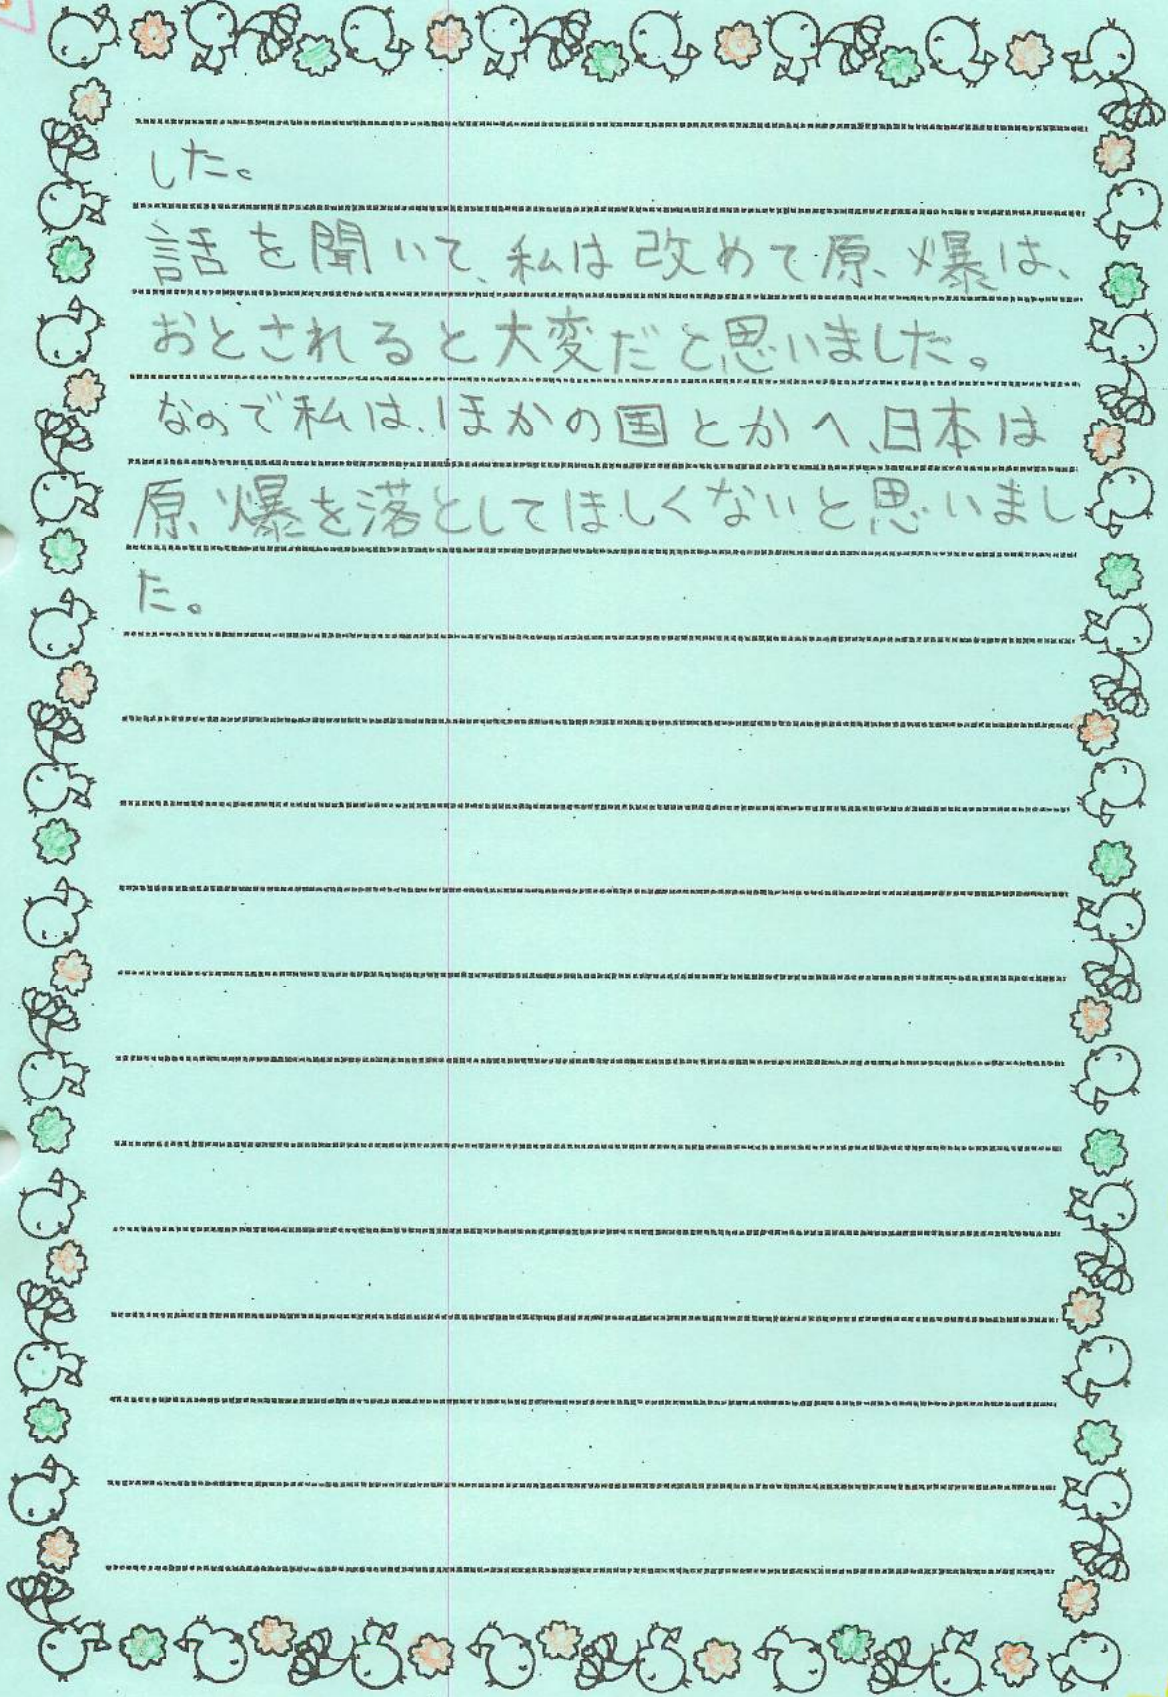 した。
話を聞いて、私は改めて原爆は、
おとされると大変だと思いました。
なので私は、ほかの国とかへ、日本は
原爆を落としてほしくないと思いまし
た。